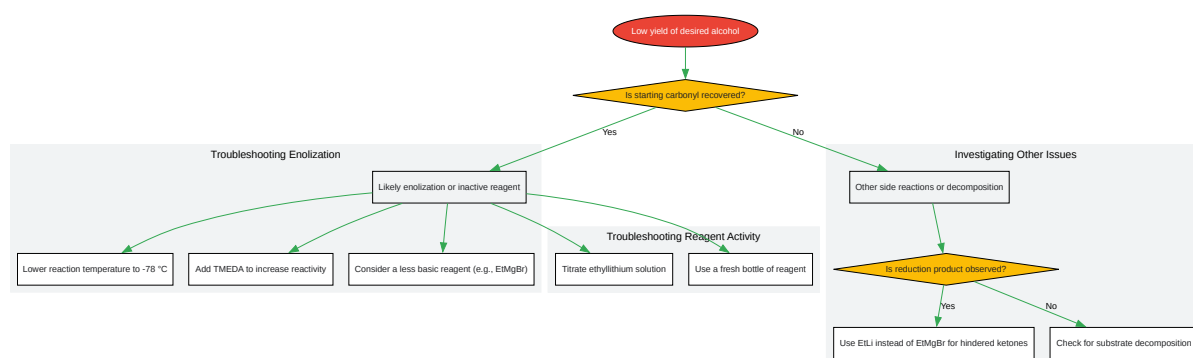 Low yield of desired alcohol
Is starting carbonyl recovered?
Yes
No
Troubleshooting Enolization
Investigating Other Issues
Likely enolization or inactive reagent
Other side reactions or decomposition
Troubleshooting Reagent Activity
Lower reaction temperature to -78 °C
Add TMEDA to increase reactivity
Consider a less basic reagent (e.g., EtMgBr)
Titrate ethyllithium solution
Use a fresh bottle of reagent
Is reduction product observed?
Yes
No
Use EtLi instead of EtMgBr for hindered ketones
Check for substrate decomposition